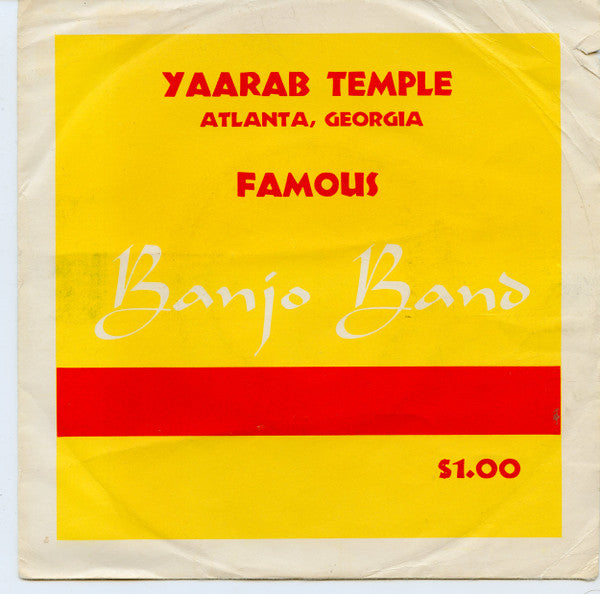 YAARAB TEMPLE
ATLANTA, GEORGIA
FAMOUS
Banjo Band
$1.00